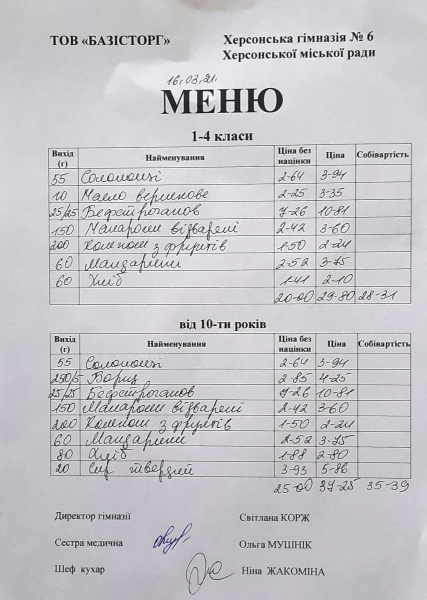 ТОВ «БАЗІСТОРГ» Херсонська гімназія № 6
Херсонської міської ради
16.03.21.
МЕНЮ
1-4 класи
Вихід (г) Найменування Ціна без націнки Ціна Собівартість
55 Соломонзі 2-64 3-94
10 Масло вершкове 2-25 3-35
25/25 Бефстроганов 7-26 10-81
150 Макарони відварені 2-42 3-60
200 Компот з фруктів 1-50 2-24
60 Мандарини 2-52 3-75
60 Хліб 1-41 2-10
20-00 29-80 28-31
від 10-ти років
Вихід (г) Найменування Ціна без націнки Ціна Собівартість
55 Соломонзі 2-64 3-94
250/5 Борщ 2-85 4-25
25/25 Бефстроганов 7-26 10-81
150 Макарони відварені 2-42 3-60
200 Компот з фруктів 1-50 2-24
60 Мандарини 2-52 3-75
80 Хліб 1-88 2-80
20 Сир твердий 3-93 5-86
25-00 37-25 35-39
Директор гімназії Світлана КОРЖ
Сестра медична Ольга МУШНІК
Шеф кухар Ніна ЖАКОМІНА